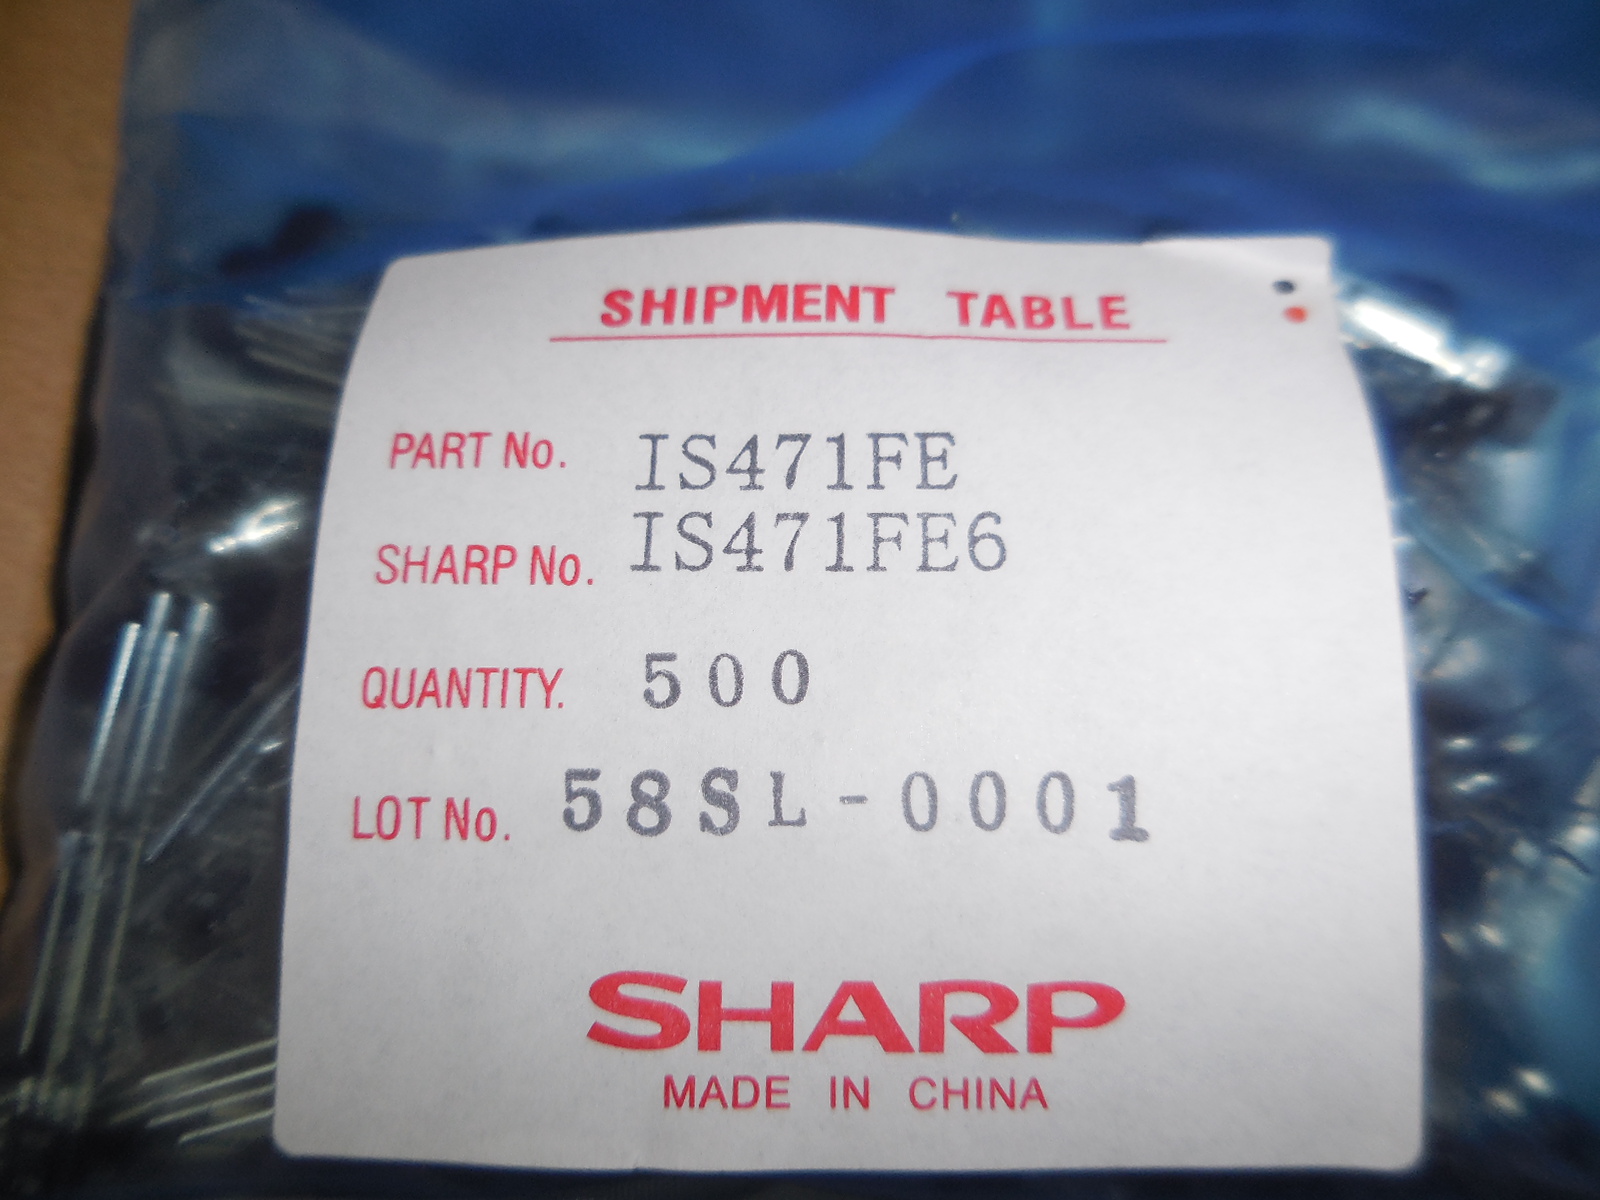 SHIPMENT TABLE
PART No. IS471FE
SHARP No. IS471FE6
QUANTITY. 500
LOT No. 58SL-0001
SHARP
MADE IN CHINA